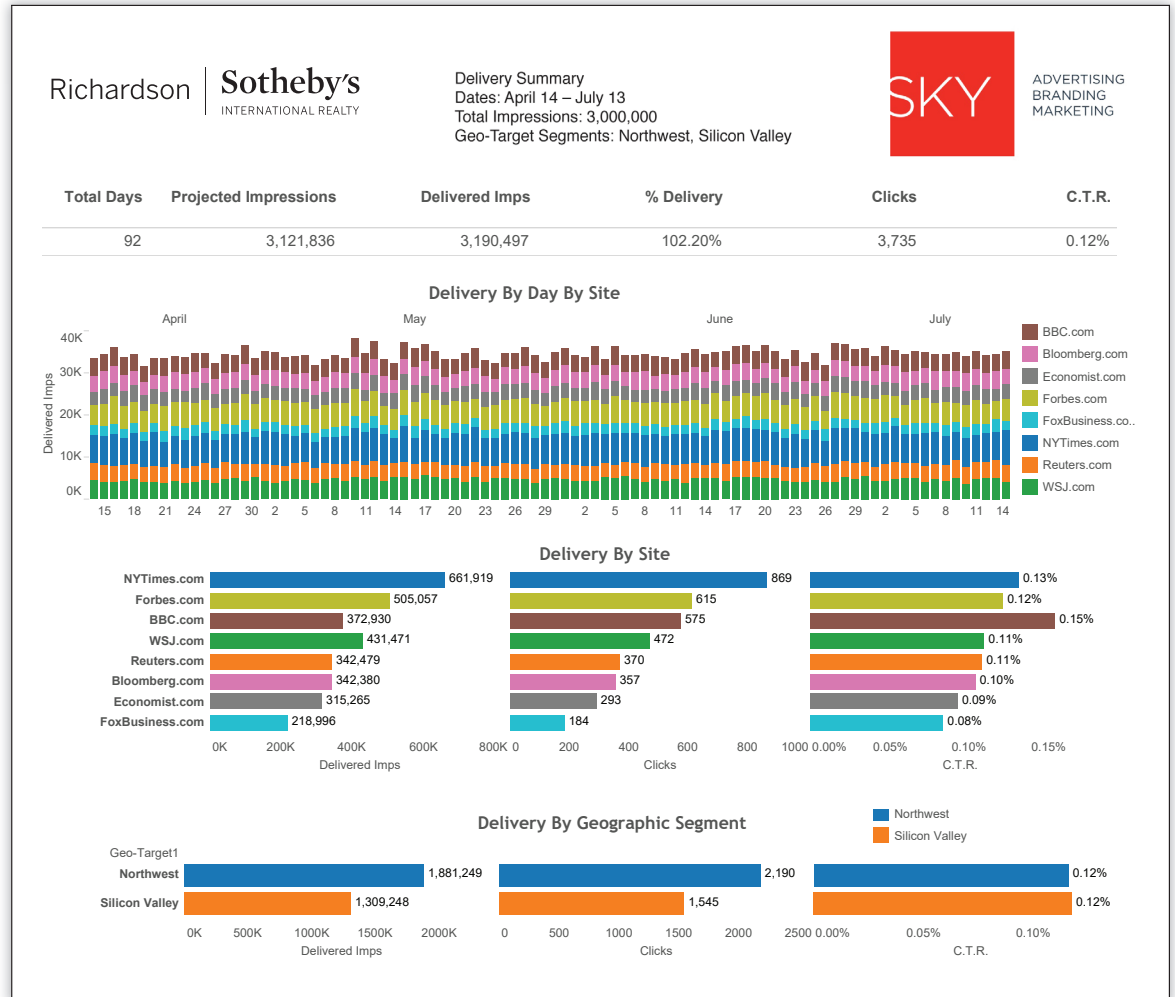 Richardson
Sotheby's
INTERNATIONAL REALTY
Delivery Summary
Dates: April 14 – July 13
Total Impressions: 3,000,000
Geo-Target Segments: Northwest, Silicon Valley
SKY
ADVERTISING
BRANDING
MARKETING
Total Days Projected Impressions Delivered Imps % Delivery Clicks C.T.R.
92 3,121,836 3,190,497 102.20% 3,735 0.12%
Delivery By Day By Site
April May June July
40K
30K
20K
10K
0K
Delivered Imps
15 18 21 24 27 30 2 5 8 11 14 17 20 23 26 29 2 5 8 11 14 17 20 23 26 29 2 5 8 11 14
BBC.com
Bloomberg.com
Economist.com
Forbes.com
FoxBusiness.co..
NYTimes.com
Reuters.com
WSJ.com
Delivery By Site
NYTimes.com 661,919 869 0.13%
Forbes.com 505,057 615 0.12%
BBC.com 372,930 575 0.15%
WSJ.com 431,471 472 0.11%
Reuters.com 342,479 370 0.11%
Bloomberg.com 342,380 357 0.10%
Economist.com 315,265 293 0.09%
FoxBusiness.com 218,996 184 0.08%
0K 200K 400K 600K 800K 0 200 400 600 800 1000 0.00% 0.05% 0.10% 0.15%
Delivered Imps Clicks C.T.R.
Northwest
Silicon Valley
Delivery By Geographic Segment
Geo-Target1
Northwest 1,881,249 2,190 0.12%
Silicon Valley 1,309,248 1,545 0.12%
0K 500K 1000K 1500K 2000K 0 500 1000 1500 2000 2500 0.00% 0.05% 0.10%
Delivered Imps Clicks C.T.R.